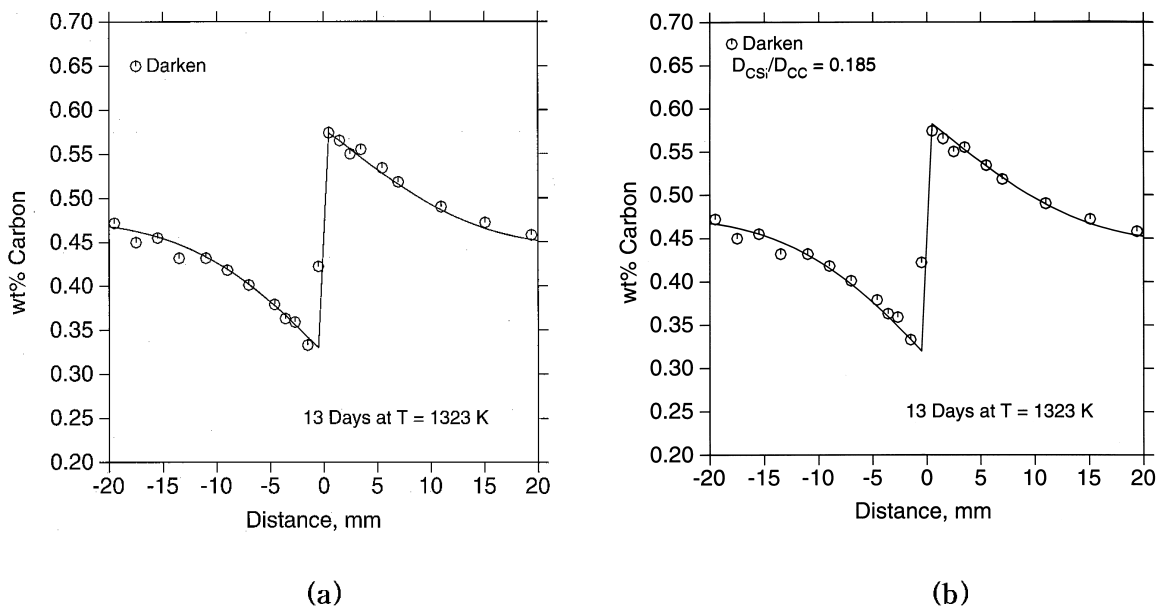 0.70
0.65
0.60
0.55
0.50
0.45
0.40
0.35
0.30
0.25
0.20
wt% Carbon
Darken
13 Days at T = 1323 K
-20 -15 -10 -5 0 5 10 15 20
Distance, mm
(a)
0.70
0.65
0.60
0.55
0.50
0.45
0.40
0.35
0.30
0.25
0.20
wt% Carbon
Darken
DCSi/DCC = 0.185
13 Days at T = 1323 K
-20 -15 -10 -5 0 5 10 15 20
Distance, mm
(b)